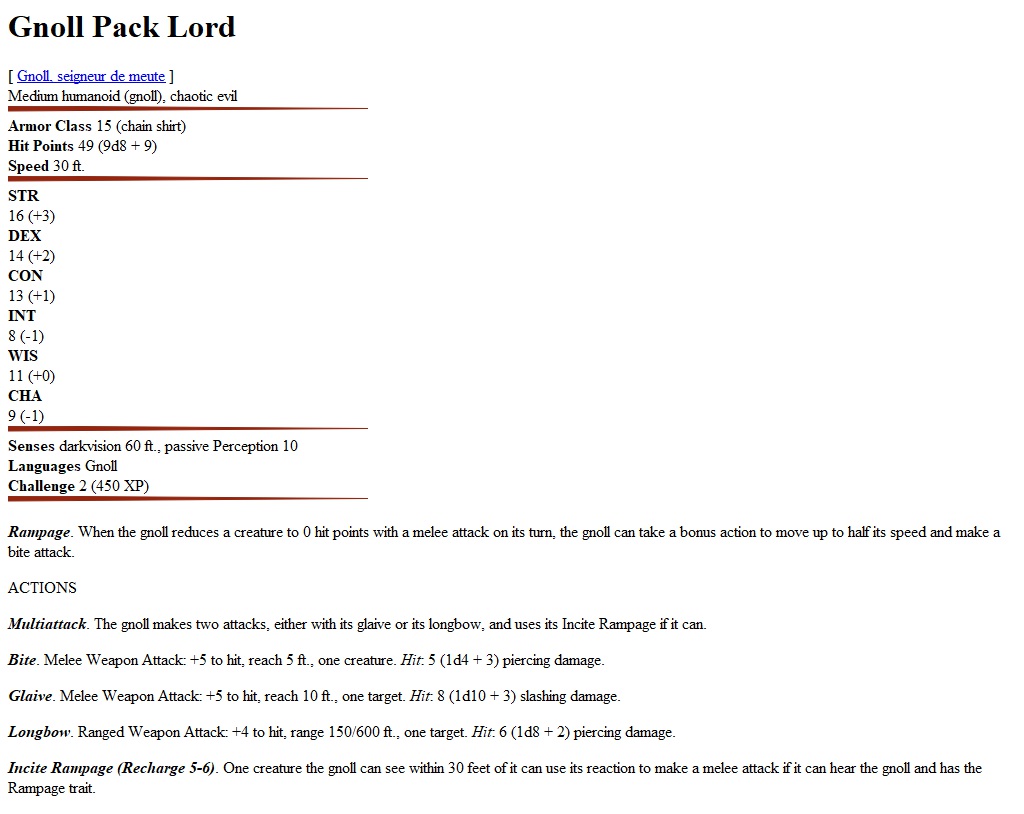 Gnoll Pack Lord
[ Gnoll, seigneur de meute ]
Medium humanoid (gnoll), chaotic evil
Armor Class 15 (chain shirt)
Hit Points 49 (9d8 + 9)
Speed 30 ft.
STR
16 (+3)
DEX
14 (+2)
CON
13 (+1)
INT
8 (-1)
WIS
11 (+0)
CHA
9 (-1)
Senses darkvision 60 ft., passive Perception 10
Languages Gnoll
Challenge 2 (450 XP)
Rampage. When the gnoll reduces a creature to 0 hit points with a melee attack on its turn, the gnoll can take a bonus action to move up to half its speed and make a
bite attack.
ACTIONS
Multiattack. The gnoll makes two attacks, either with its glaive or its longbow, and uses its Incite Rampage if it can.
Bite. Melee Weapon Attack: +5 to hit, reach 5 ft., one creature. Hit: 5 (1d4 + 3) piercing damage.
Glaive. Melee Weapon Attack: +5 to hit, reach 10 ft., one target. Hit: 8 (1d10 + 3) slashing damage.
Longbow. Ranged Weapon Attack: +4 to hit, range 150/600 ft., one target. Hit: 6 (1d8 + 2) piercing damage.
Incite Rampage (Recharge 5-6). One creature the gnoll can see within 30 feet of it can use its reaction to make a melee attack if it can hear the gnoll and has the
Rampage trait.